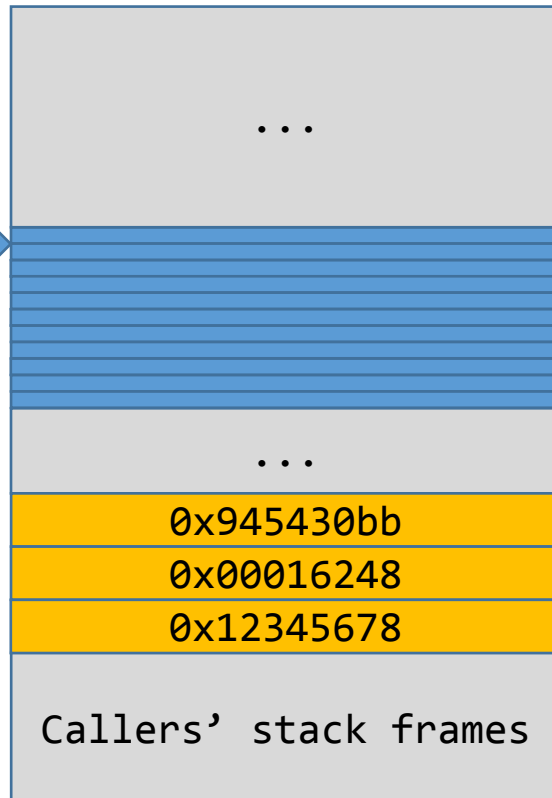 ...
...
0x945430bb
0x00016248
0x12345678
Callers’ stack frames